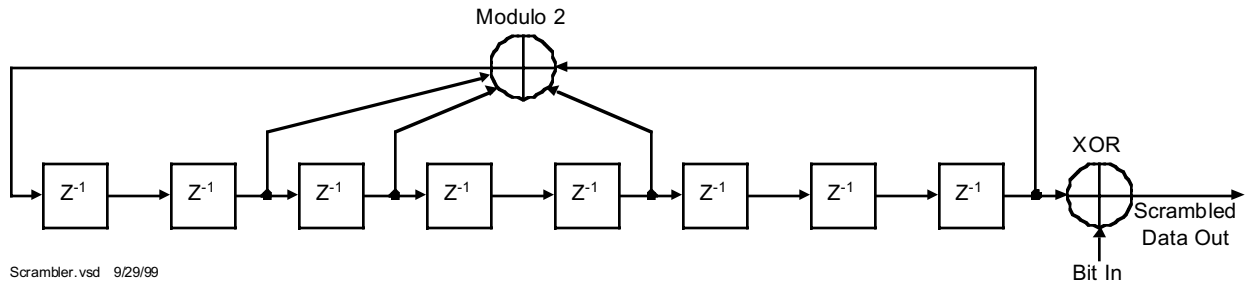 Modulo 2
XOR
Z-1
Z-1
Z-1
Z-1
Z-1
Z-1
Z-1
Z-1
Scrambled
Data Out
Bit In
Scrambler.vsd 9/29/99